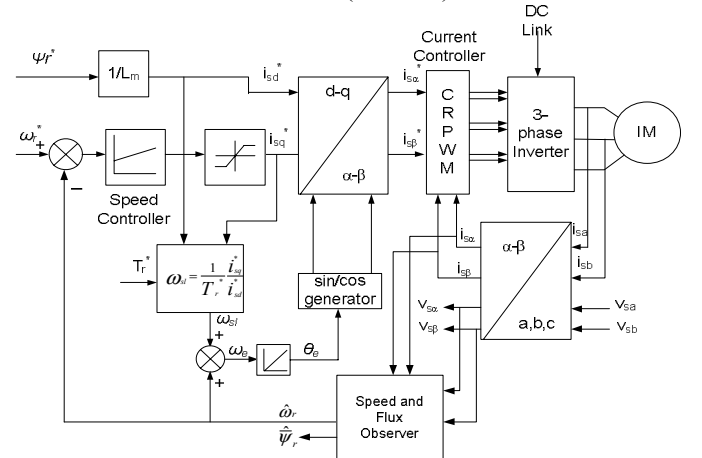 DC
Link
Current
Controller
Ψr*
1/Lm
isd*
d-q
α-β
isα*
isβ*
C
R
P
W
M
3-
phase
Inverter
IM
ωr*
+
−
Speed
Controller
isq*
Tr*
ωsl = 1/Tr* isq*/isd*
ωsl
+
ωe
+
θe
sin/cos
generator
isα
isβ
α-β
a,b,c
isa
isb
vsα
vsβ
vsa
vsb
Speed and
Flux
Observer
ω̂r
ψ̂̅r